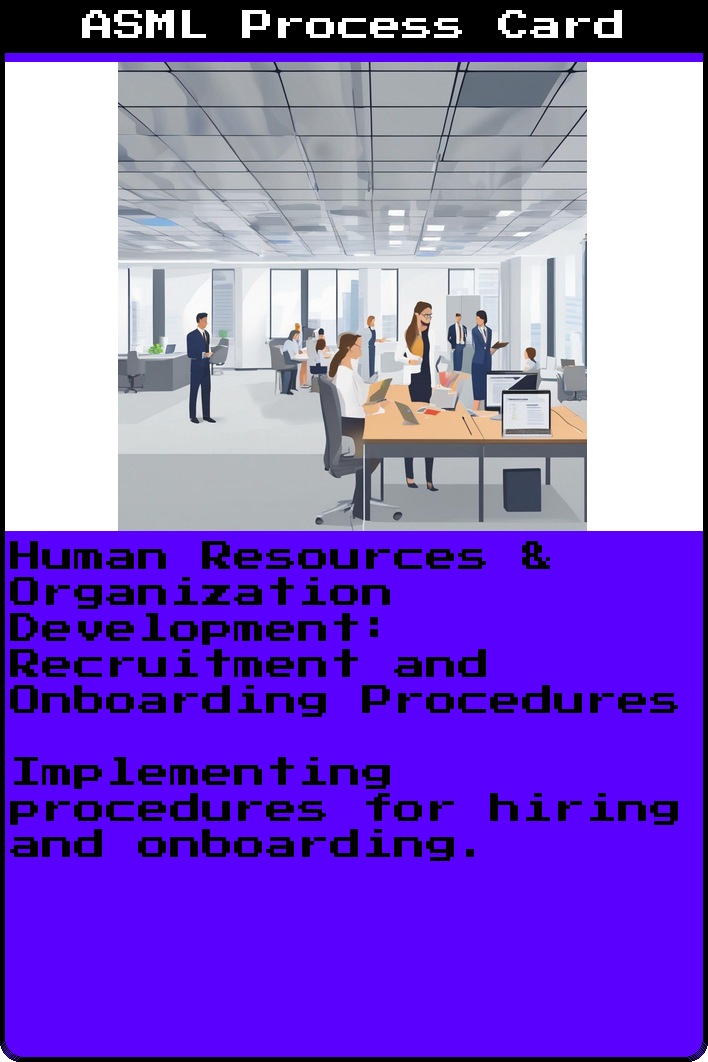 ASML Process Card
Human Resources &
Organization
Development:
Recruitment and
Onboarding Procedures
Implementing
procedures for hiring
and onboarding.